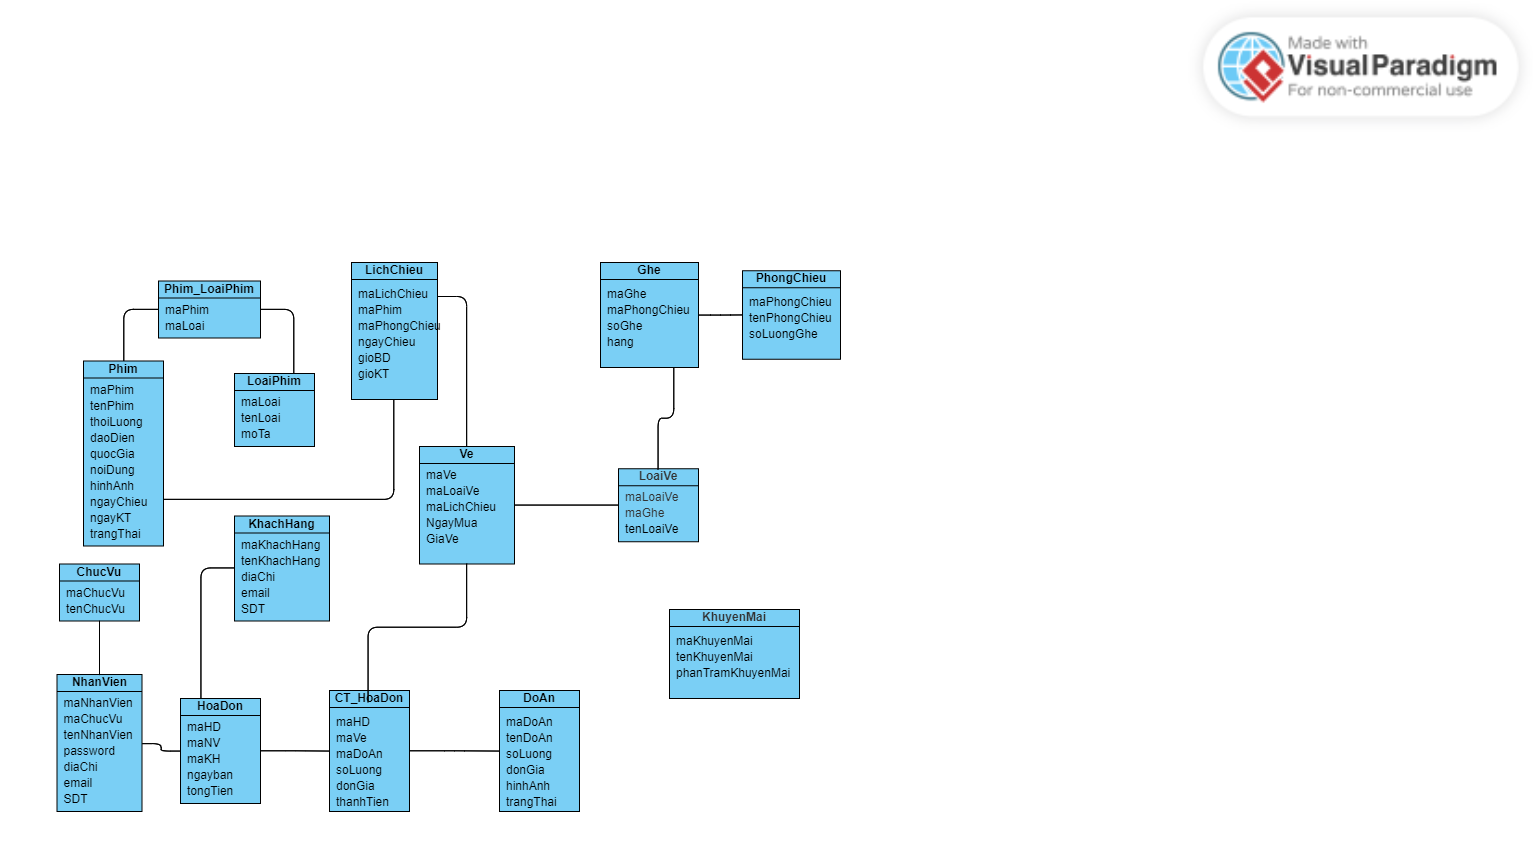 Made with
Visual Paradigm
For non-commercial use
Phim_LoaiPhim
maPhim
maLoai
LichChieu
maLichChieu
maPhim
maPhongChieu
ngayChieu
gioBD
gioKT
Ghe
maGhe
maPhongChieu
soGhe
hang
PhongChieu
maPhongChieu
tenPhongChieu
soLuongGhe
Phim
maPhim
tenPhim
thoiLuong
daoDien
quocGia
noiDung
hinhAnh
ngayChieu
ngayKT
trangThai
LoaiPhim
maLoai
tenLoai
moTa
Ve
maVe
maLoaiVe
maLichChieu
NgayMua
GiaVe
LoaiVe
maLoaiVe
maGhe
tenLoaiVe
KhachHang
maKhachHang
tenKhachHang
diaChi
email
SDT
ChucVu
maChucVu
tenChucVu
KhuyenMai
maKhuyenMai
tenKhuyenMai
phanTramKhuyenMai
NhanVien
maNhanVien
maChucVu
tenNhanVien
password
diaChi
email
SDT
HoaDon
maHD
maNV
maKH
ngayban
tongTien
CT_HoaDon
maHD
maVe
maDoAn
soLuong
donGia
thanhTien
DoAn
maDoAn
tenDoAn
soLuong
donGia
hinhAnh
trangThai